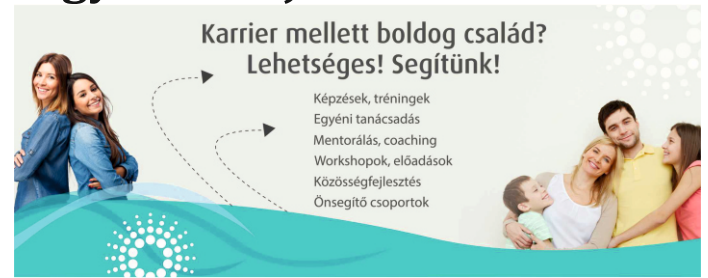 Karrier mellett boldog család?
Lehetséges! Segítünk!
Képzések, tréningek
Egyéni tanácsadás
Mentorálás, coaching
Workshopok, előadások
Közösségfejlesztés
Önsegítő csoportok